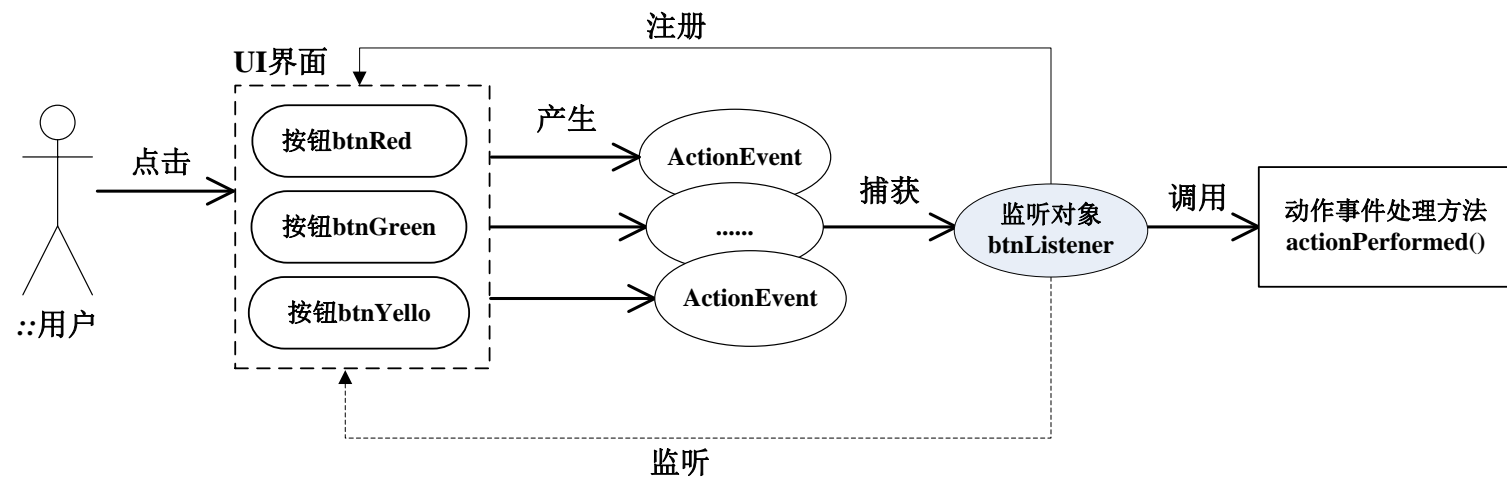 注册
UI界面
按钮btnRed
按钮btnGreen
按钮btnYello
点击
::用户
产生
ActionEvent
......
ActionEvent
捕获
监听对象
btnListener
调用
动作事件处理方法
actionPerformed()
监听